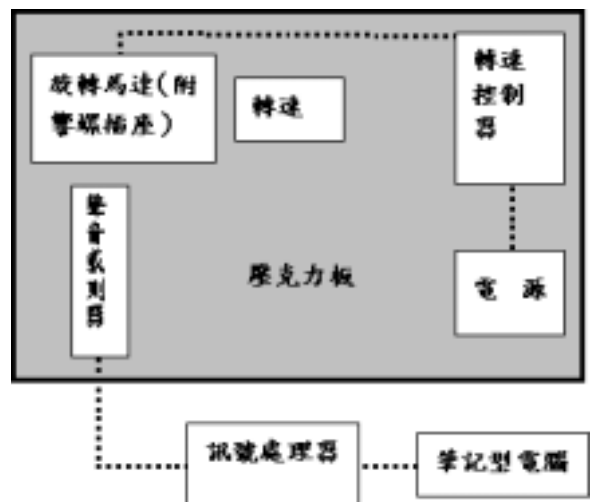 旋轉馬達(附
響螺插座)
轉速
轉速
控制
器
聲
音
感
測
器
壓克力板
電 源
訊號處理器
筆記型電腦